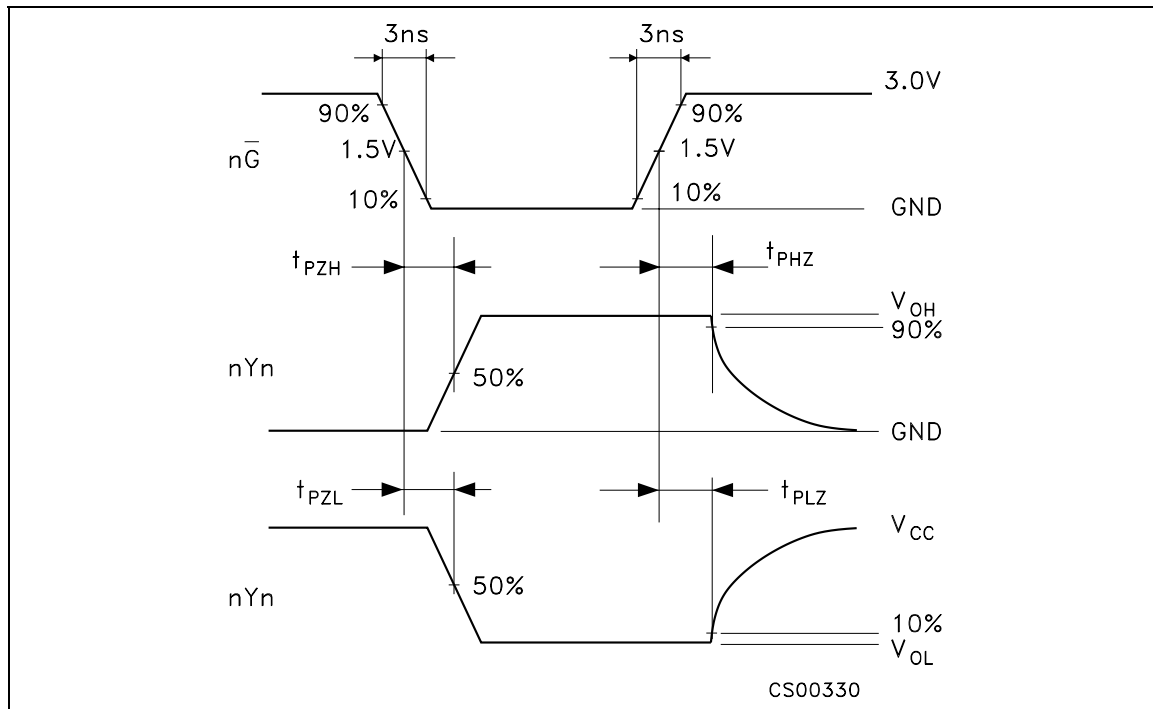 3ns 3ns
3.0V
90% 90%
nG̅ 1.5V 1.5V
10% 10%
GND
tPZH tPHZ
VOH
90%
nYn 50%
GND
tPZL tPLZ
VCC
nYn 50%
10%
VOL
CS00330